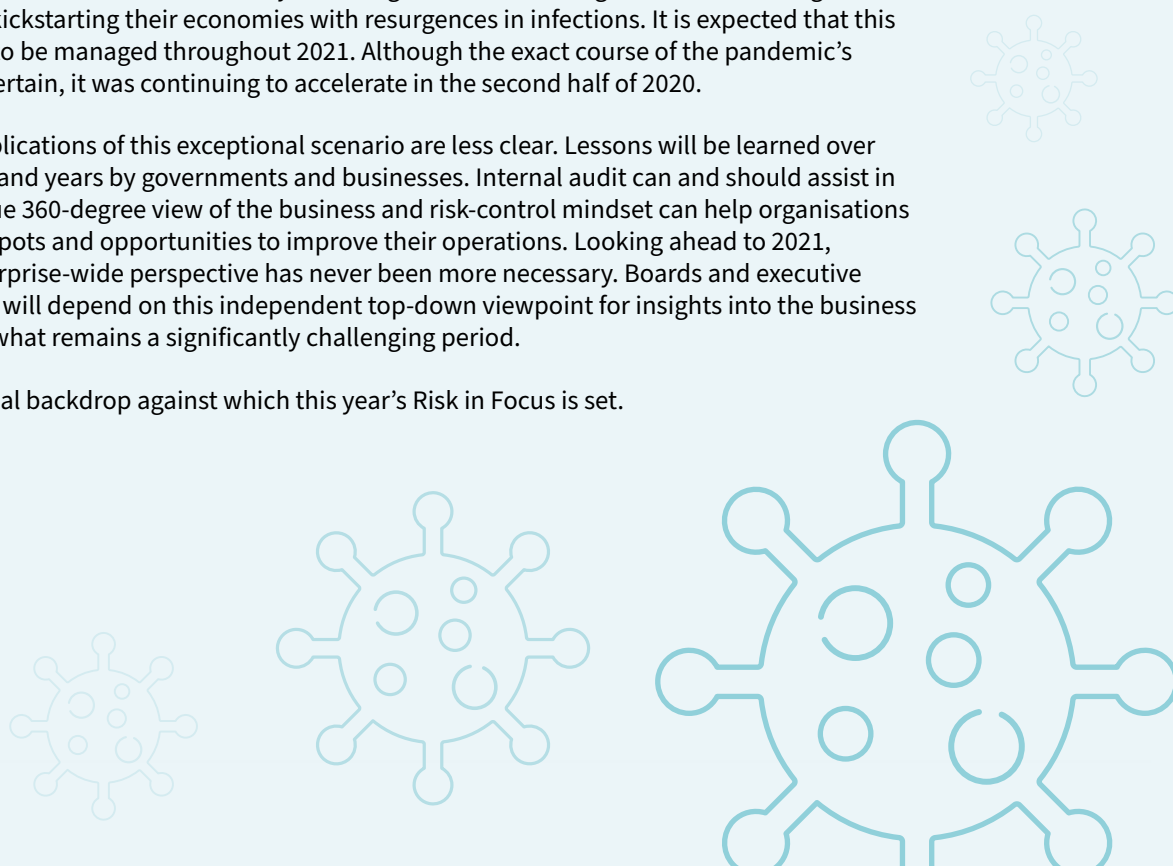 kickstarting their economies with resurgences in infections. It is expected that this
o be managed throughout 2021. Although the exact course of the pandemic’s
ertain, it was continuing to accelerate in the second half of 2020.
plications of this exceptional scenario are less clear. Lessons will be learned over
and years by governments and businesses. Internal audit can and should assist in
ue 360-degree view of the business and risk-control mindset can help organisations
pots and opportunities to improve their operations. Looking ahead to 2021,
rprise-wide perspective has never been more necessary. Boards and executive
will depend on this independent top-down viewpoint for insights into the business
what remains a significantly challenging period.
al backdrop against which this year’s Risk in Focus is set.